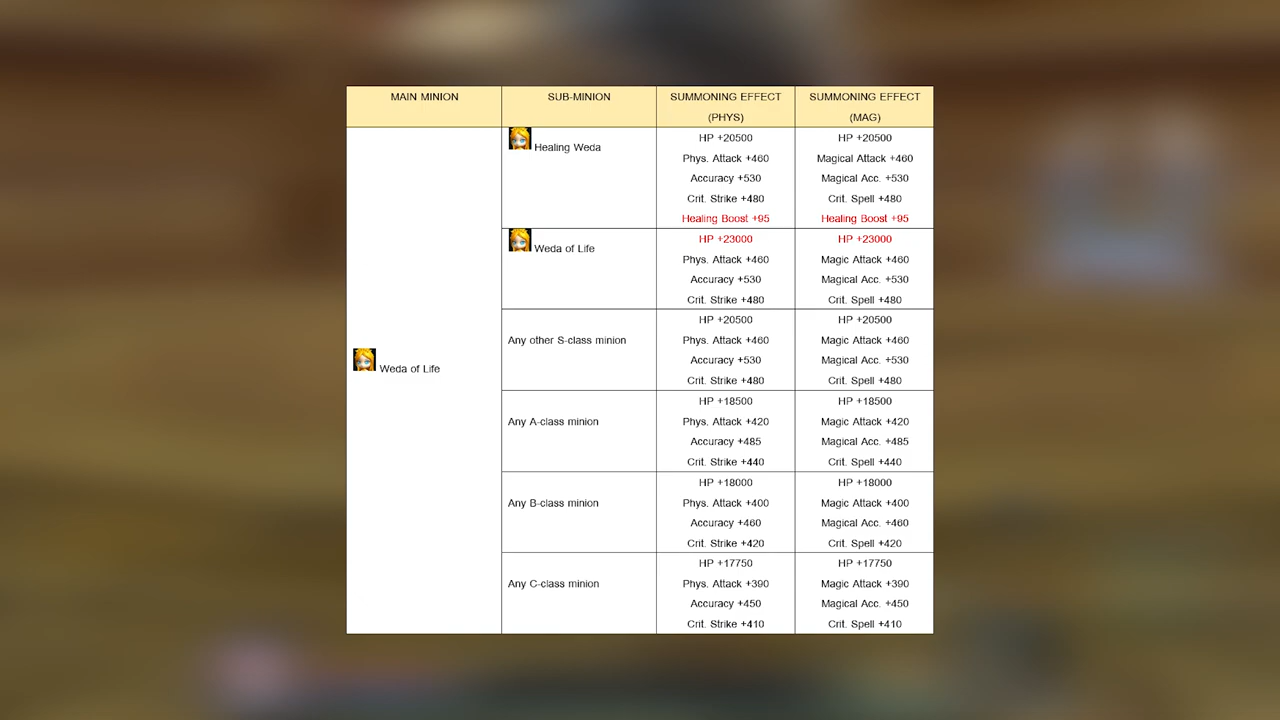 MAIN MINION SUB-MINION SUMMONING EFFECT (PHYS) SUMMONING EFFECT (MAG)
Weda of Life
Healing Weda
HP +20500 HP +20500
Phys. Attack +460 Magical Attack +460
Accuracy +530 Magical Acc. +530
Crit. Strike +480 Crit. Spell +480
Healing Boost +95 Healing Boost +95
Weda of Life
HP +23000 HP +23000
Phys. Attack +460 Magic Attack +460
Accuracy +530 Magical Acc. +530
Crit. Strike +480 Crit. Spell +480
Any other S-class minion
HP +20500 HP +20500
Phys. Attack +460 Magic Attack +460
Accuracy +530 Magical Acc. +530
Crit. Strike +480 Crit. Spell +480
Any A-class minion
HP +18500 HP +18500
Phys. Attack +420 Magic Attack +420
Accuracy +485 Magical Acc. +485
Crit. Strike +440 Crit. Spell +440
Any B-class minion
HP +18000 HP +18000
Phys. Attack +400 Magic Attack +400
Accuracy +460 Magical Acc. +460
Crit. Strike +420 Crit. Spell +420
Any C-class minion
HP +17750 HP +17750
Phys. Attack +390 Magic Attack +390
Accuracy +450 Magical Acc. +450
Crit. Strike +410 Crit. Spell +410